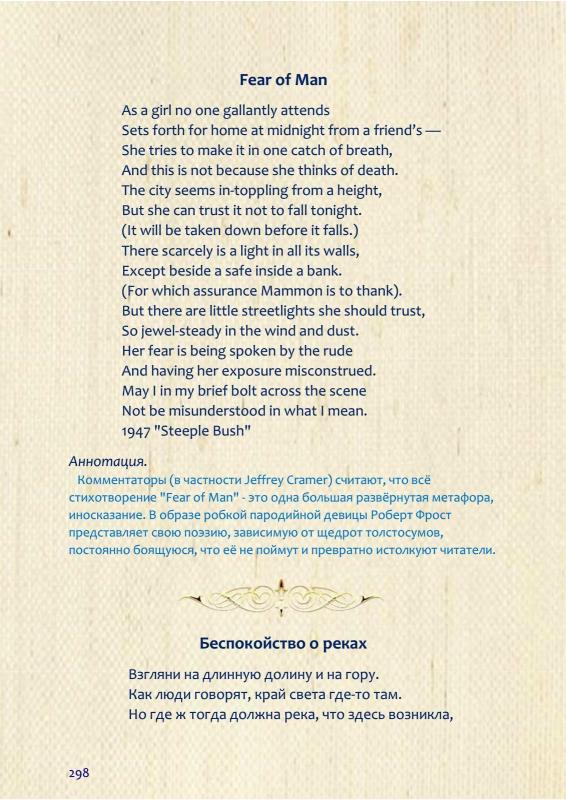 Fear of Man
As a girl no one gallantly attends
Sets forth for home at midnight from a friend's —
She tries to make it in one catch of breath,
And this is not because she thinks of death.
The city seems in-toppling from a height,
But she can trust it not to fall tonight.
(It will be taken down before it falls.)
There scarcely is a light in all its walls,
Except beside a safe inside a bank.
(For which assurance Mammon is to thank).
But there are little streetlights she should trust,
So jewel-steady in the wind and dust.
Her fear is being spoken by the rude
And having her exposure misconstrued.
May I in my brief bolt across the scene
Not be misunderstood in what I mean.
1947 "Steeple Bush"
Аннотация.
Комментаторы (в частности Jeffrey Cramer) считают, что всё
стихотворение "Fear of Man" - это одна большая развёрнутая метафора,
иносказание. В образе робкой пародийной девицы Роберт Фрост
представляет свою поэзию, зависимую от щедрот толстосумов,
постоянно боящуюся, что её не поймут и превратно истолкуют читатели.
Беспокойство о реках
Взгляни на длинную долину и на гору.
Как люди говорят, край света где-то там.
Но где ж тогда должна река, что здесь возникла,
298